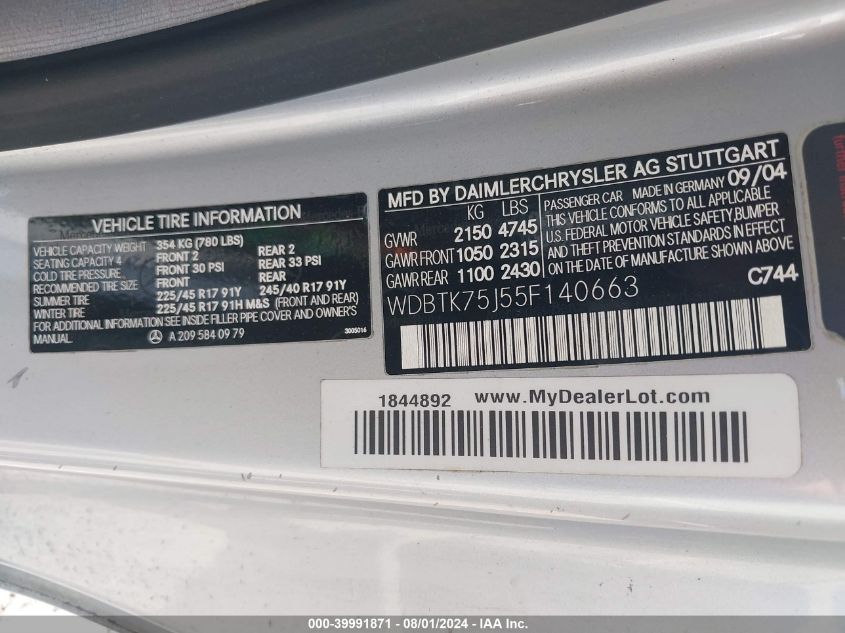 VEHICLE TIRE INFORMATION
VEHICLE CAPACITY WEIGHT 354 KG (780 LBS)
SEATING CAPACITY 4 FRONT 2 REAR 2
COLD TIRE PRESSURE FRONT 30 PSI REAR 33 PSI
RECOMMENDED TIRE SIZE FRONT REAR
SUMMER TIRE 225/45 R17 91Y 245/40 R17 91Y
WINTER TIRE 225/45 R17 91H M&S (FRONT AND REAR)
SEE ADDITIONAL INFORMATION INSIDE FILLER PIPE COVER AND OWNER'S
MANUAL
A 209 584 09 79
3005016
MFD BY DAIMLERCHRYSLER AG STUTTGART
KG LBS
GVWR 2150 4745
GAWR FRONT 1050 2315
GAWR REAR 1100 2430
PASSENGER CAR MADE IN GERMANY 09/04
THIS VEHICLE CONFORMS TO ALL APPLICABLE
U.S. FEDERAL MOTOR VEHICLE SAFETY, BUMPER
AND THEFT PREVENTION STANDARDS IN EFFECT
ON THE DATE OF MANUFACTURE SHOWN ABOVE
WDBTK75J55F140663 C744
1844892 www.MyDealerLot.com
000-39991871 - 08/01/2024 - IAA Inc.